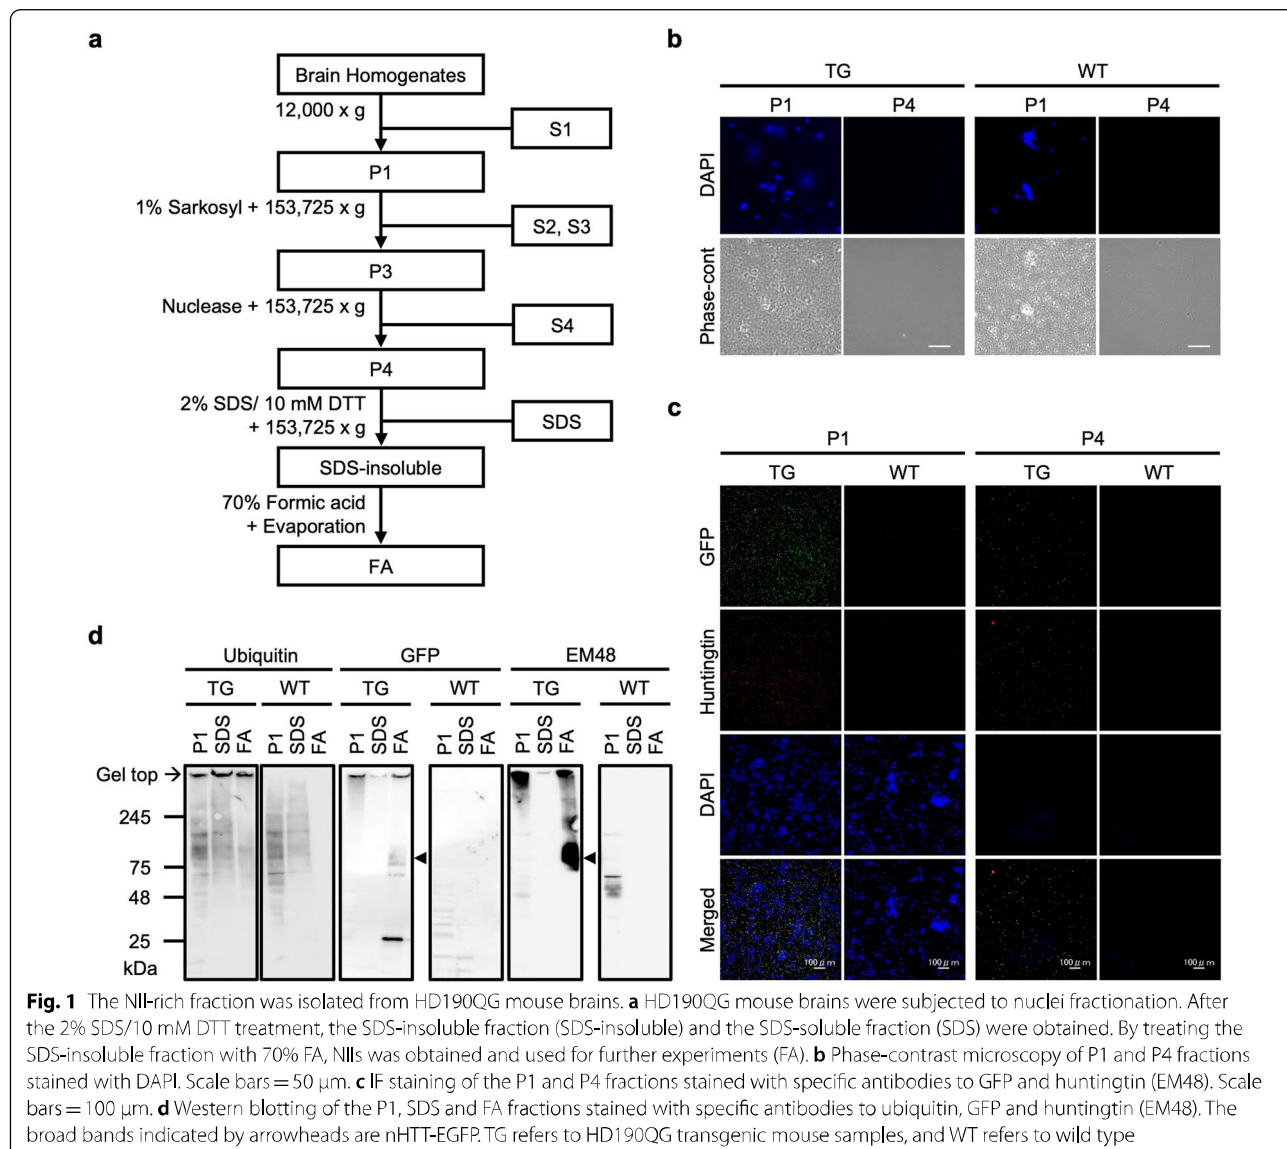 a
Brain Homogenates
12,000 x g
S1
P1
1% Sarkosyl + 153,725 x g
S2, S3
P3
Nuclease + 153,725 x g
S4
P4
2% SDS/ 10 mM DTT
+ 153,725 x g
SDS
SDS-insoluble
70% Formic acid
+ Evaporation
FA
b
TG WT
P1 P4 P1 P4
DAPI
Phase-cont
c
P1 P4
TG WT TG WT
GFP
Huntingtin
DAPI
Merged
100 μm 100 μm 100 μm 100 μm
d
Ubiquitin GFP EM48
TG WT TG WT TG WT
P1 SDS FA P1 SDS FA P1 SDS FA P1 SDS FA P1 SDS FA P1 SDS FA
Gel top →
245
75
48
25
kDa
Fig. 1 The NII-rich fraction was isolated from HD190QG mouse brains. a HD190QG mouse brains were subjected to nuclei fractionation. After
the 2% SDS/10 mM DTT treatment, the SDS-insoluble fraction (SDS-insoluble) and the SDS-soluble fraction (SDS) were obtained. By treating the
SDS-insoluble fraction with 70% FA, NIIs was obtained and used for further experiments (FA). b Phase-contrast microscopy of P1 and P4 fractions
stained with DAPI. Scale bars = 50 μm. c IF staining of the P1 and P4 fractions stained with specific antibodies to GFP and huntingtin (EM48). Scale
bars = 100 μm. d Western blotting of the P1, SDS and FA fractions stained with specific antibodies to ubiquitin, GFP and huntingtin (EM48). The
broad bands indicated by arrowheads are nHTT-EGFP. TG refers to HD190QG transgenic mouse samples, and WT refers to wild type